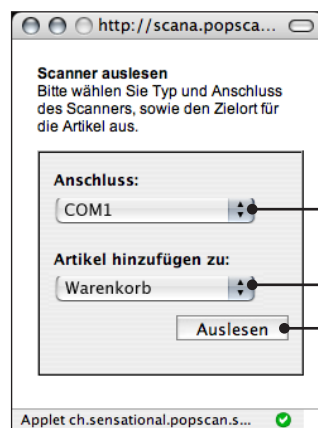 http://scana.popsca...
Scanner auslesen
Bitte wählen Sie Typ und Anschluss
des Scanners, sowie den Zielort für
die Artikel aus.
Anschluss:
COM1
Artikel hinzufügen zu:
Warenkorb
Auslesen
Applet ch.sensational.popscan.s...